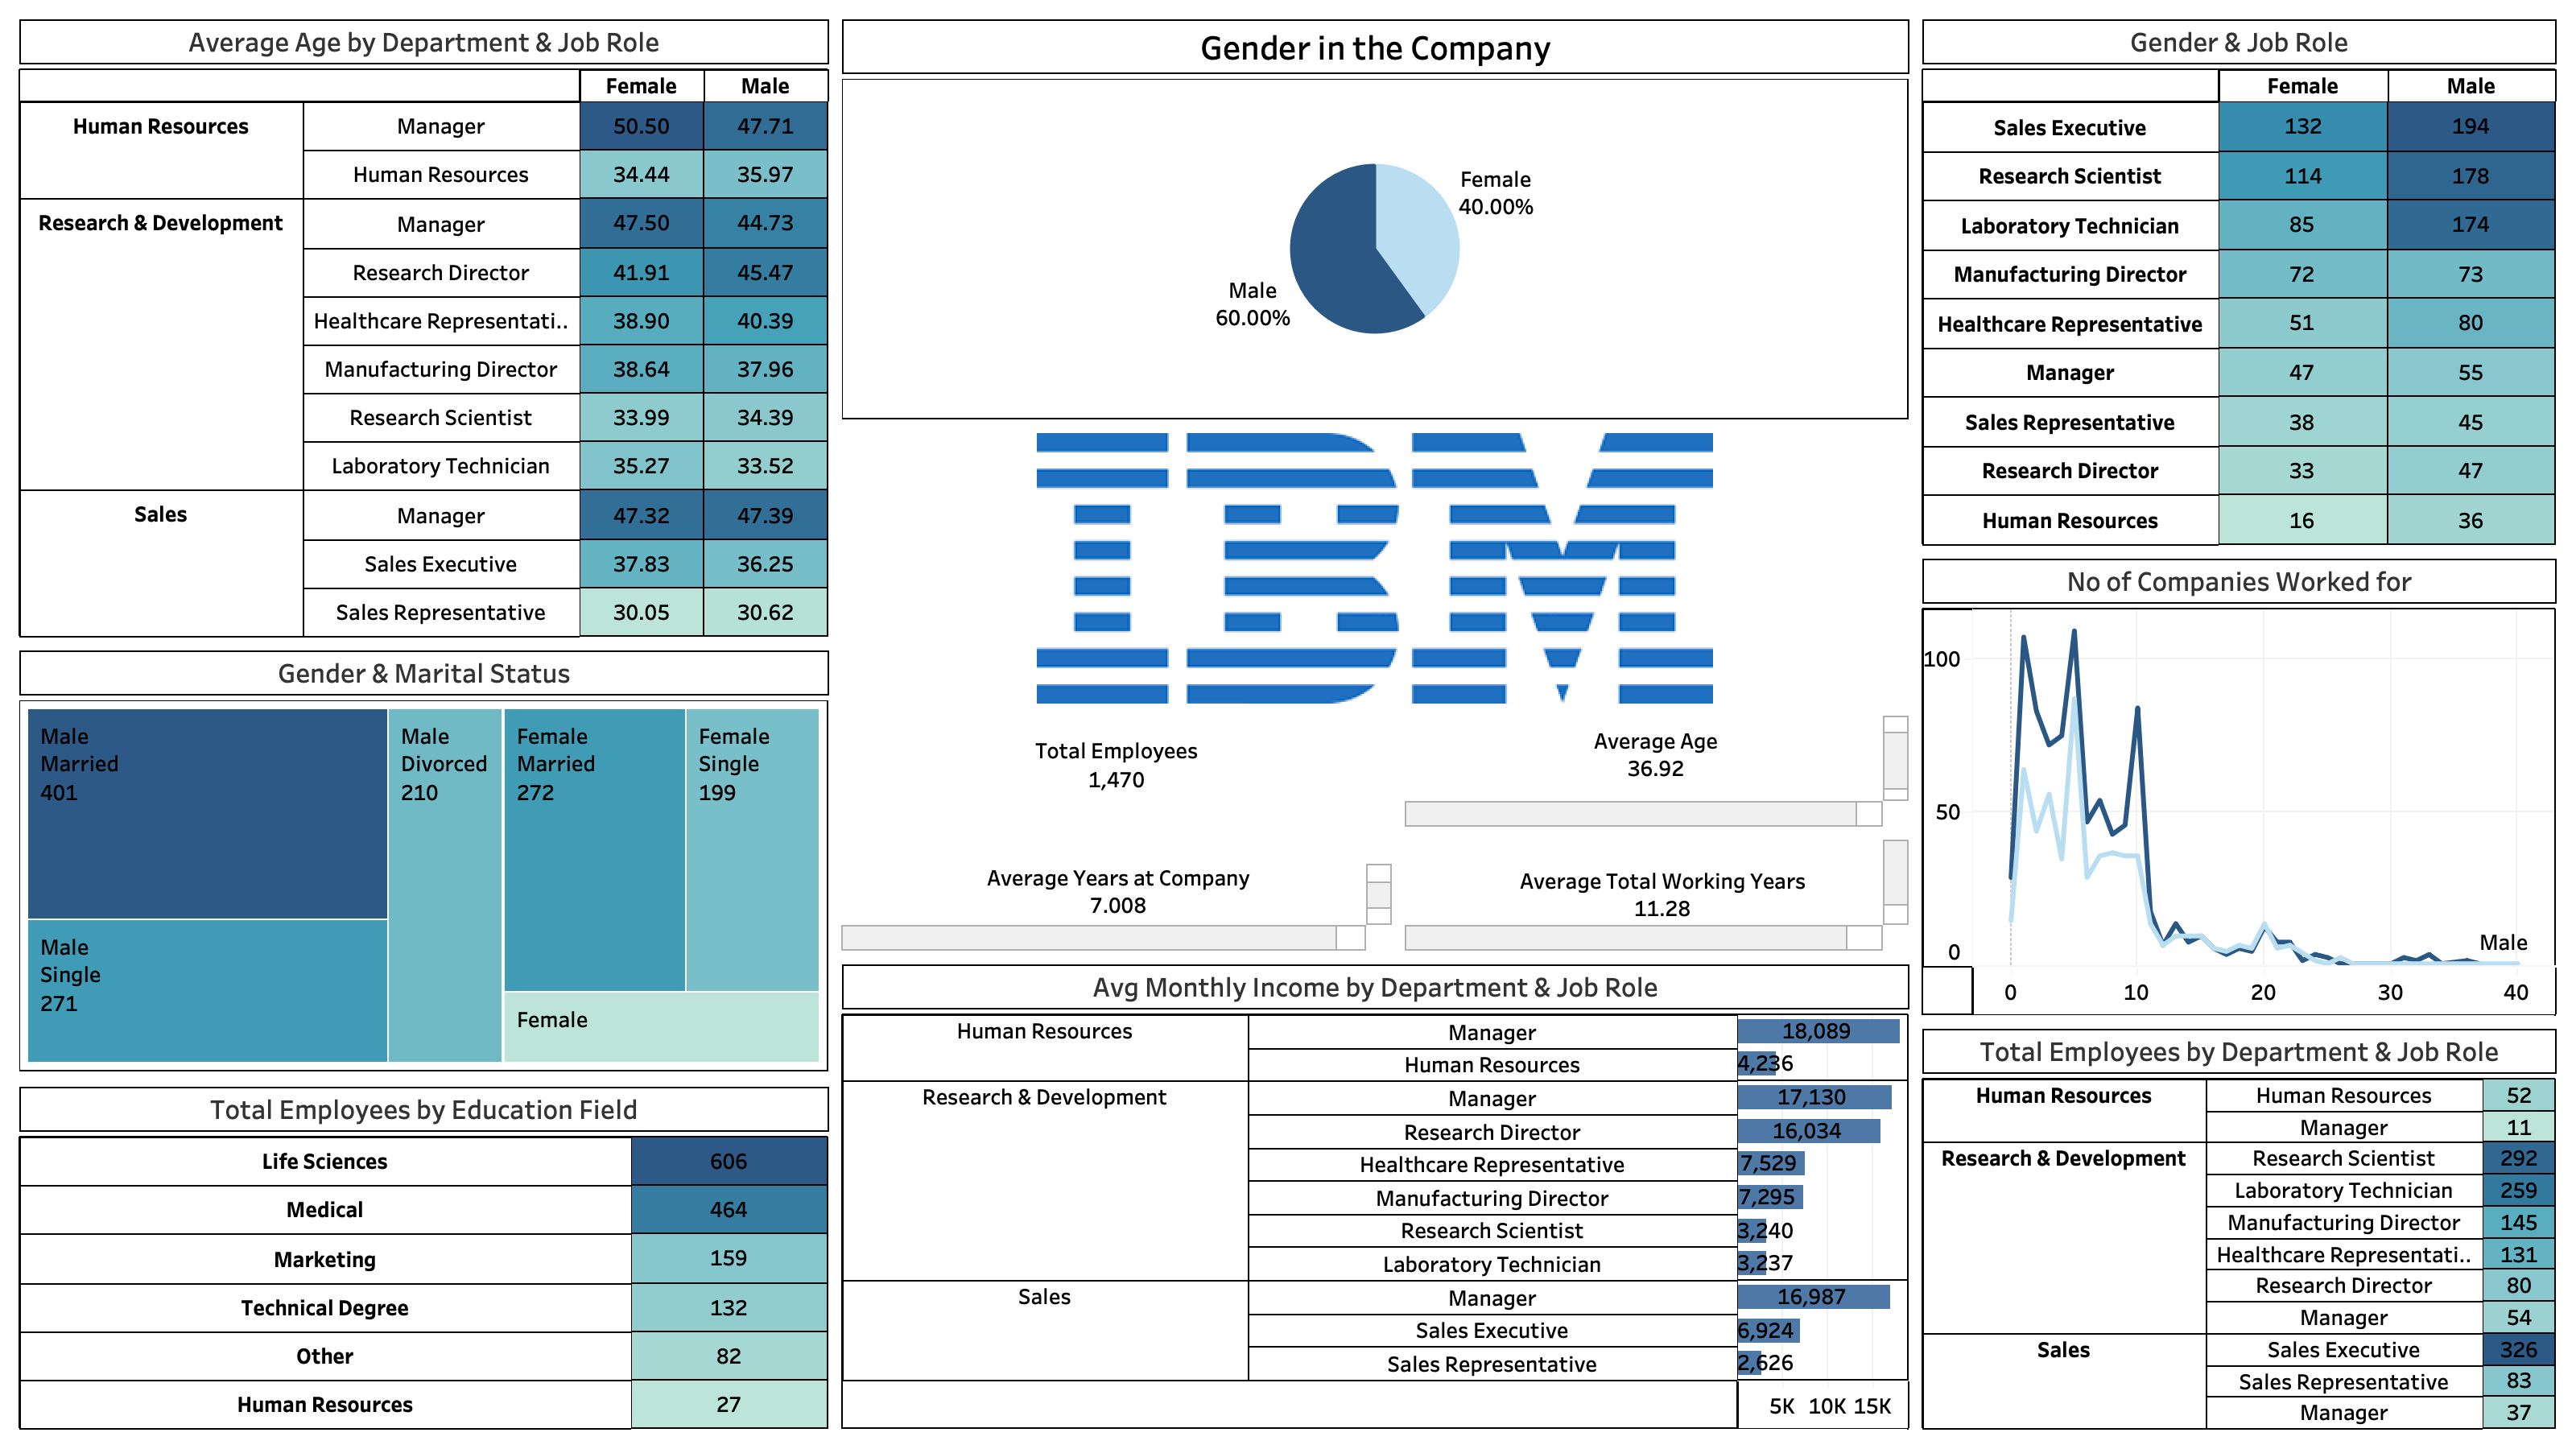 Average Age by Department & Job Role
Female Male
Human Resources Manager 50.50 47.71
Human Resources 34.44 35.97
Research & Development Manager 47.50 44.73
Research Director 41.91 45.47
Healthcare Representati.. 38.90 40.39
Manufacturing Director 38.64 37.96
Research Scientist 33.99 34.39
Laboratory Technician 35.27 33.52
Sales Manager 47.32 47.39
Sales Executive 37.83 36.25
Sales Representative 30.05 30.62
Gender & Marital Status
Male
Married
401
Male
Single
271
Male
Divorced
210
Female
Married
272
Female
Single
199
Female
Total Employees by Education Field
Life Sciences 606
Medical 464
Marketing 159
Technical Degree 132
Other 82
Human Resources 27
Gender in the Company
Female
40.00%
Male
60.00%
IBM
Total Employees
1,470
Average Age
36.92
Average Years at Company
7.008
Average Total Working Years
11.28
Avg Monthly Income by Department & Job Role
Human Resources Manager 18,089
Human Resources 4,236
Research & Development Manager 17,130
Research Director 16,034
Healthcare Representative 7,529
Manufacturing Director 7,295
Research Scientist 3,240
Laboratory Technician 3,237
Sales Manager 16,987
Sales Executive 6,924
Sales Representative 2,626
5K 10K 15K
Gender & Job Role
Female Male
Sales Executive 132 194
Research Scientist 114 178
Laboratory Technician 85 174
Manufacturing Director 72 73
Healthcare Representative 51 80
Manager 47 55
Sales Representative 38 45
Research Director 33 47
Human Resources 16 36
No of Companies Worked for
100
50
0
Male
0 10 20 30 40
Total Employees by Department & Job Role
Human Resources Human Resources 52
Manager 11
Research & Development Research Scientist 292
Laboratory Technician 259
Manufacturing Director 145
Healthcare Representati.. 131
Research Director 80
Manager 54
Sales Sales Executive 326
Sales Representative 83
Manager 37